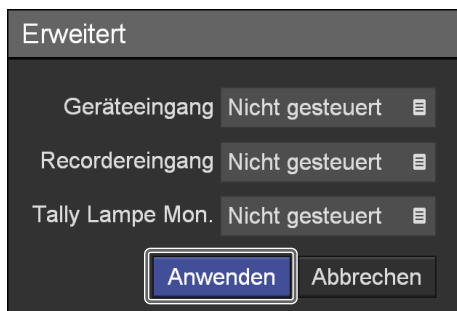 Erweitert
Geräteeingang Nicht gesteuert
Recordereingang Nicht gesteuert
Tally Lampe Mon. Nicht gesteuert
Anwenden Abbrechen